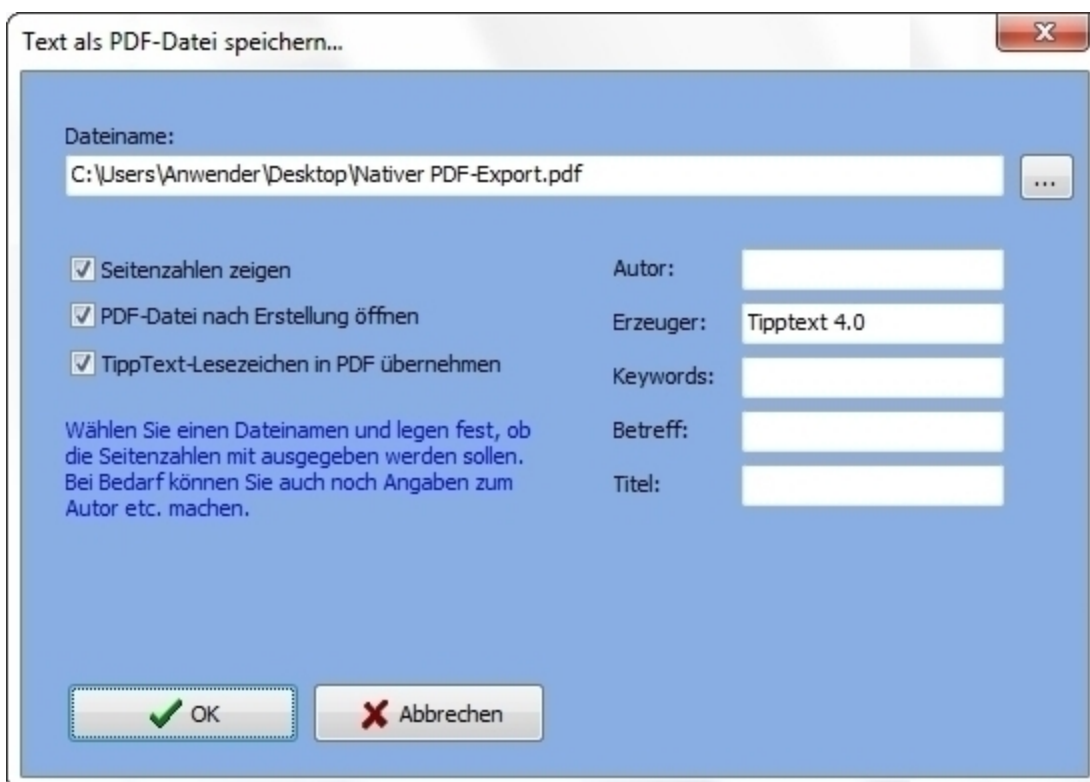 Text als PDF-Datei speichern...
Dateiname:
C:\Users\Anwender\Desktop\Nativer PDF-Export.pdf
...
Seitenzahlen zeigen
PDF-Datei nach Erstellung öffnen
TippText-Lesezeichen in PDF übernehmen
Wählen Sie einen Dateinamen und legen fest, ob
die Seitenzahlen mit ausgegeben werden sollen.
Bei Bedarf können Sie auch noch Angaben zum
Autor etc. machen.
Autor:
Erzeuger: Tipptext 4.0
Keywords:
Betreff:
Titel:
OK
Abbrechen